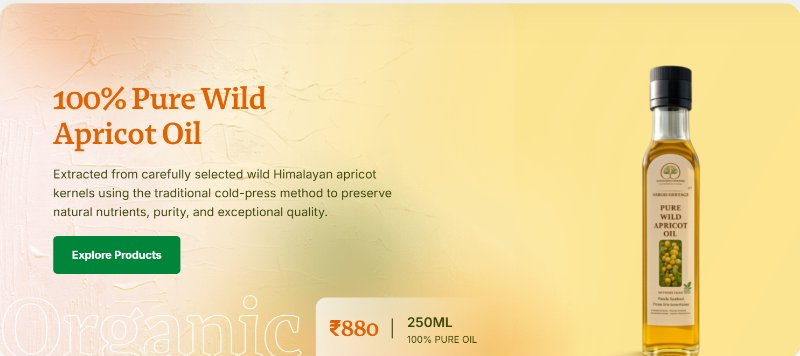 100% Pure Wild
Apricot Oil
Extracted from carefully selected wild Himalayan apricot
kernels using the traditional cold-press method to preserve
natural nutrients, purity, and exceptional quality.
Explore Products
Organic
₹880
250ML
100% PURE OIL
PURE
WILD
APRICOT
OIL